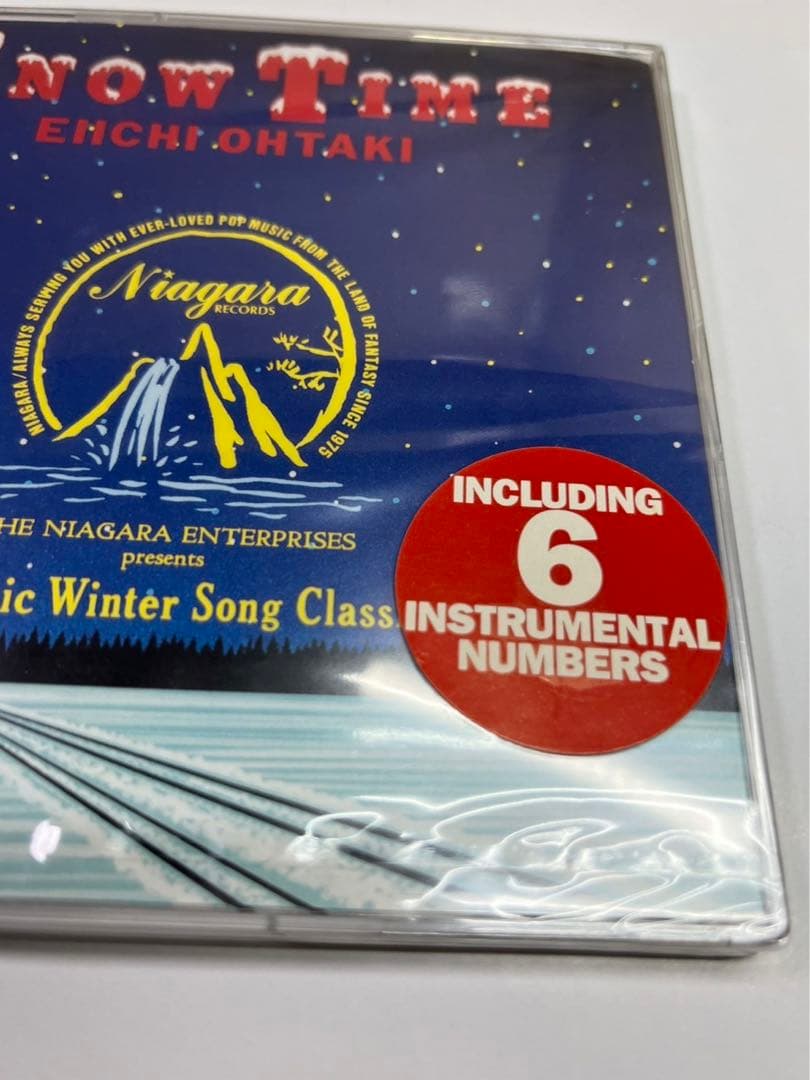 NOW TIME
EIICHI OHTAKI
NIAGARA/ALWAYS SERVING YOU WITH EVER-LOVED POP MUSIC FROM THE LAND OF FANTASY SINCE 1975
Niagara
RECORDS
HE NIAGARA ENTERPRISES
presents
ic Winter Song Class
INCLUDING
6
INSTRUMENTAL
NUMBERS